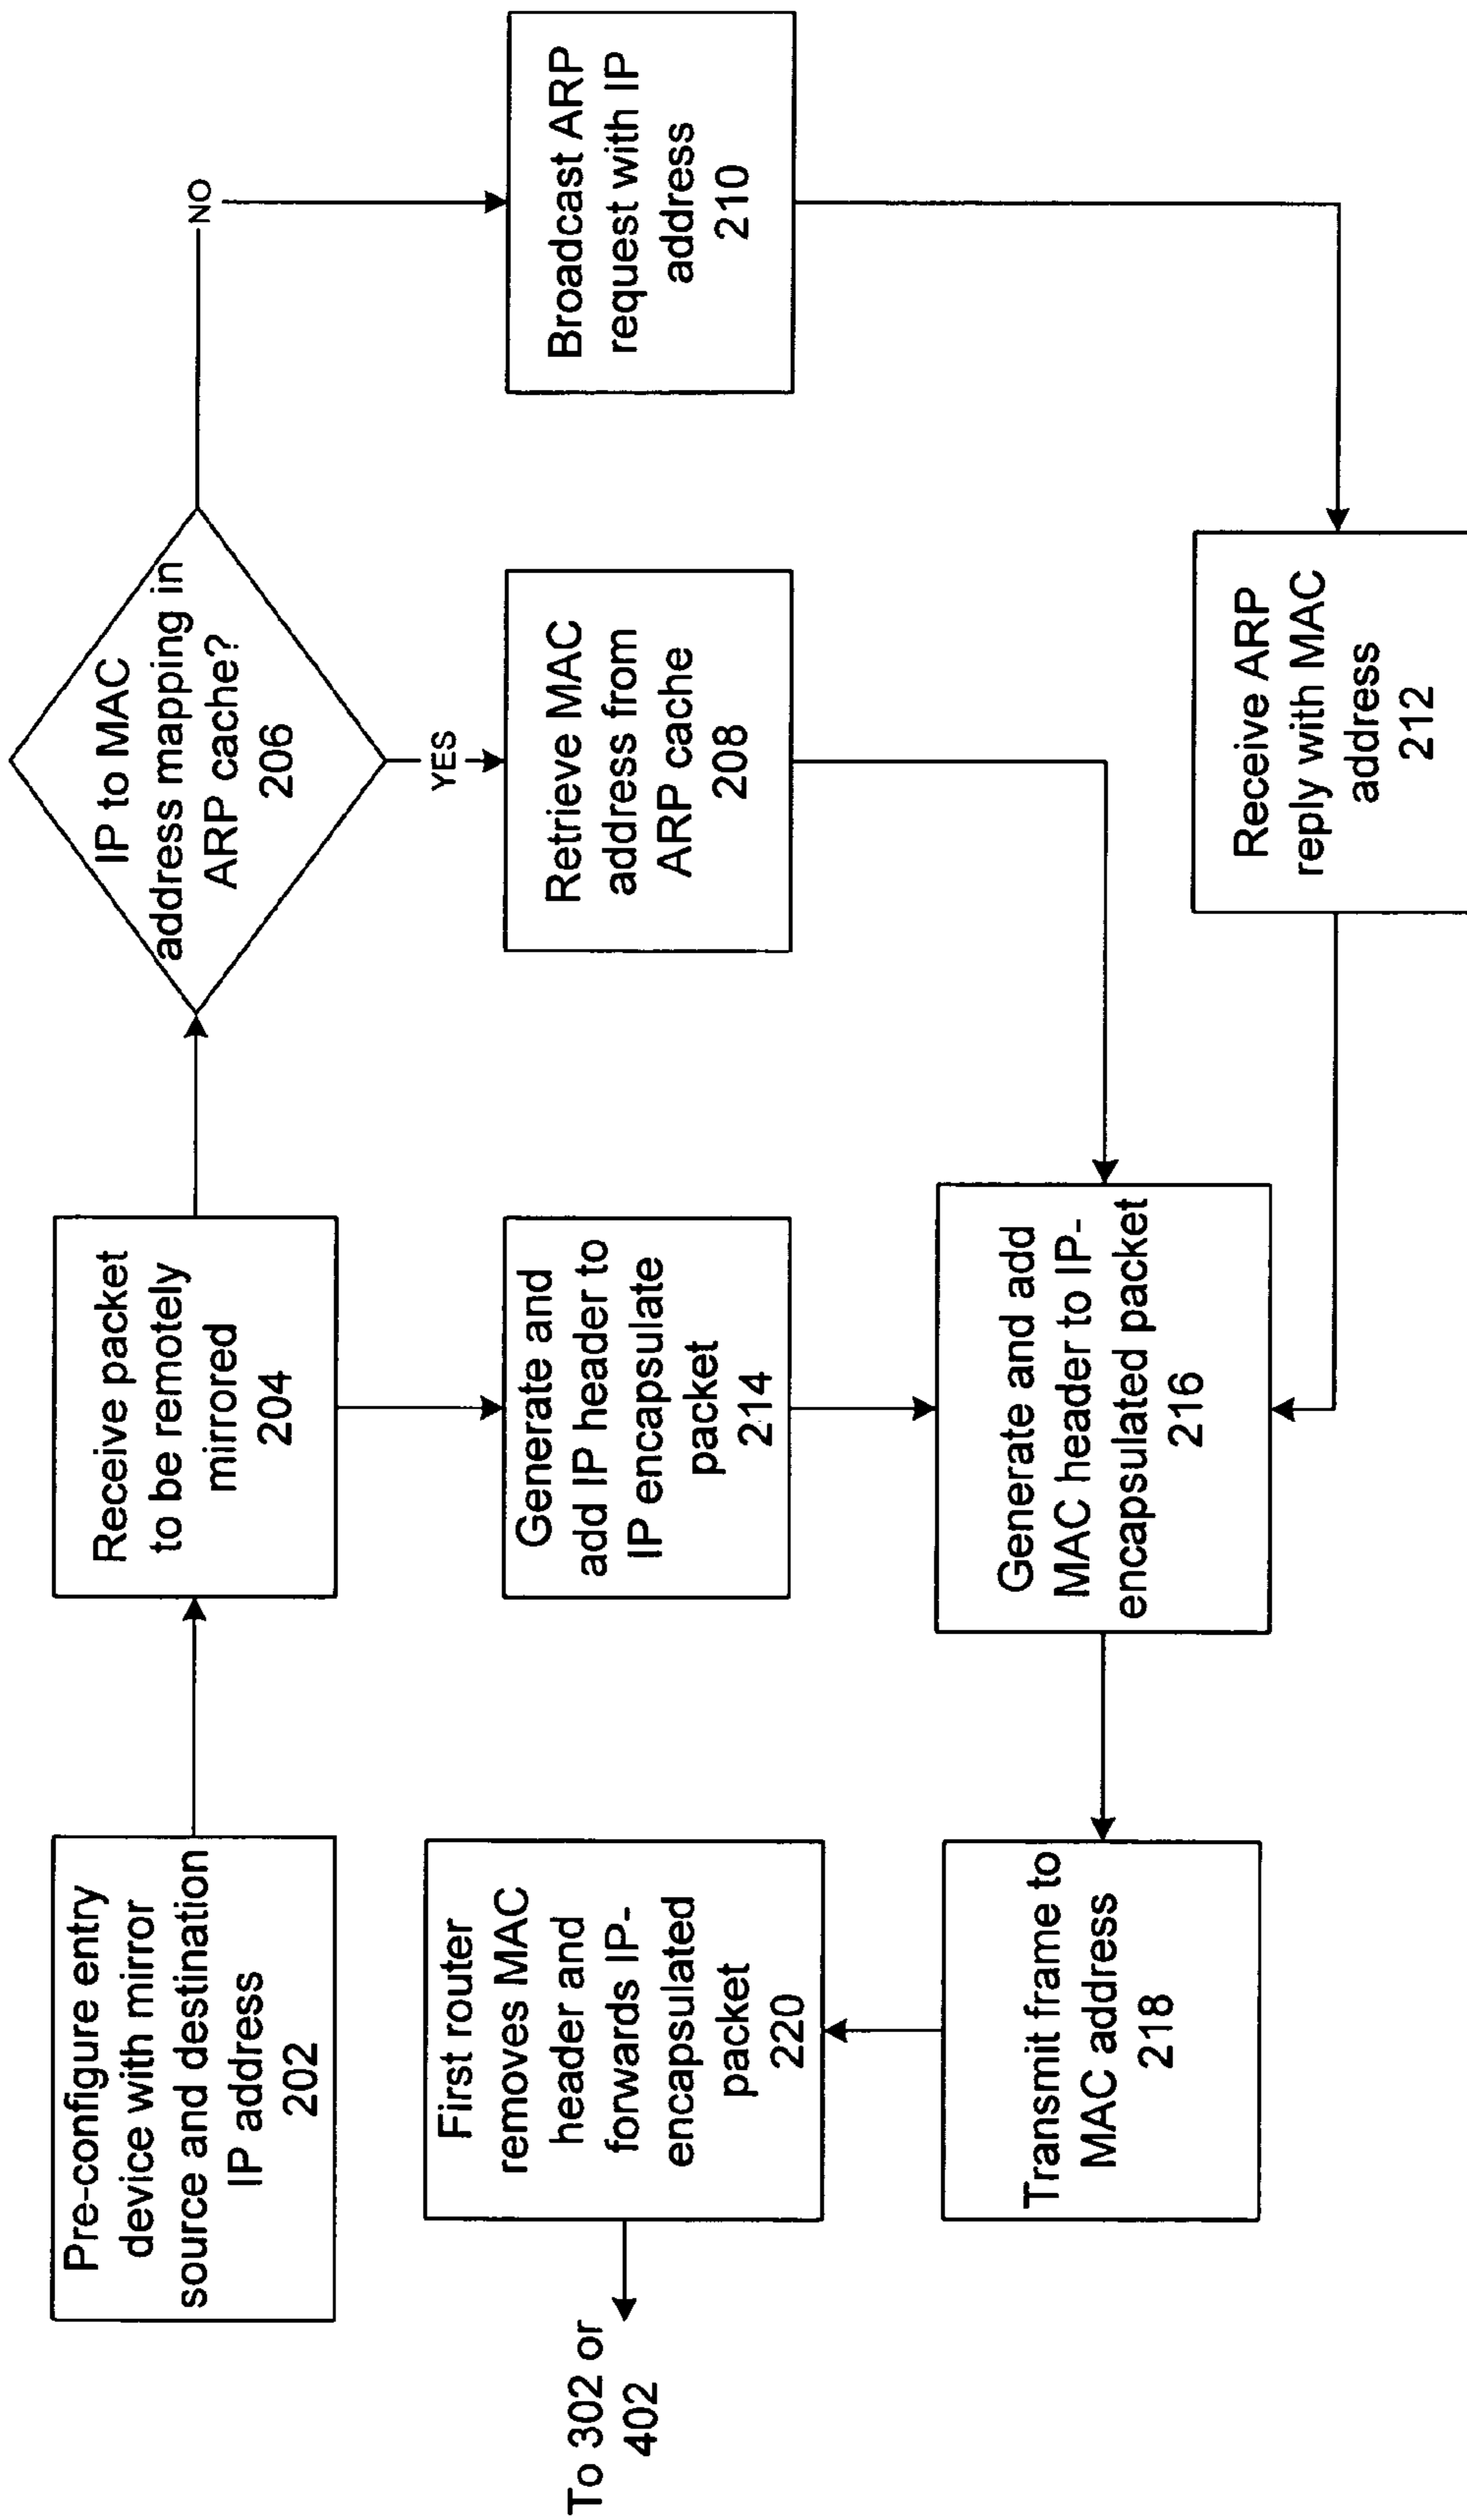 Pre-configure entry
device with mirror
source and destination
IP address
202
Receive packet
to be remotely
mirrored
204
IP to MAC
address mapping in
ARP cache?
206
NO
YES
Retrieve MAC
address from
ARP cache
208
Broadcast ARP
request with IP
address
210
Receive ARP
reply with MAC
address
212
Generate and
add IP header to
IP encapsulate
packet
214
Generate and add
MAC header to IP-
encapsulated packet
216
Transmit frame to
MAC address
218
First router
removes MAC
header and
forwards IP-
encapsulated
packet
220
To 302 or
402